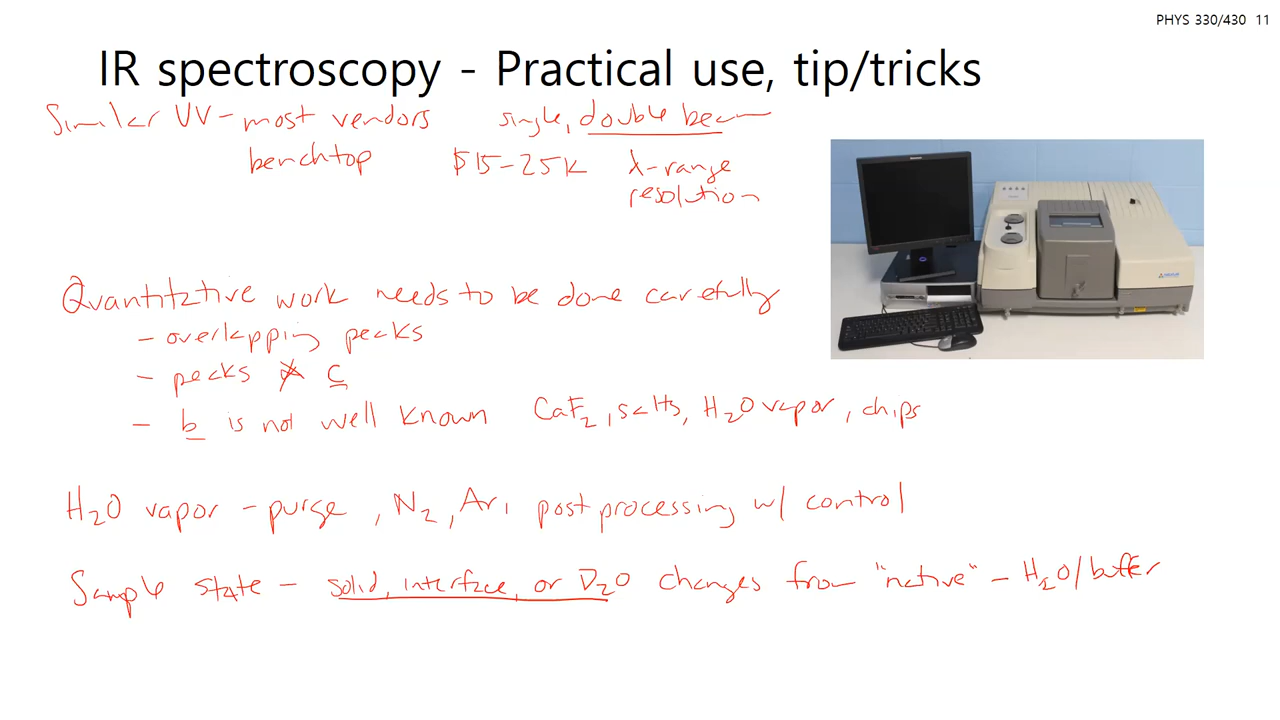 PHYS 330/430 11
IR spectroscopy - Practical use, tip/tricks
Similar UV - most vendors single, double beam
benchtop $15-25K λ-range
resolution
Quantitative work needs to be done carefully
- overlapping peaks
- peaks ∝̸ c
- b is not well known CaF2, salts, H2O vapor, chips
H2O vapor - purge, N2, Ar, post processing w/ control
Sample state - solid, interface, or D2O changes from "native" - H2O/buffer